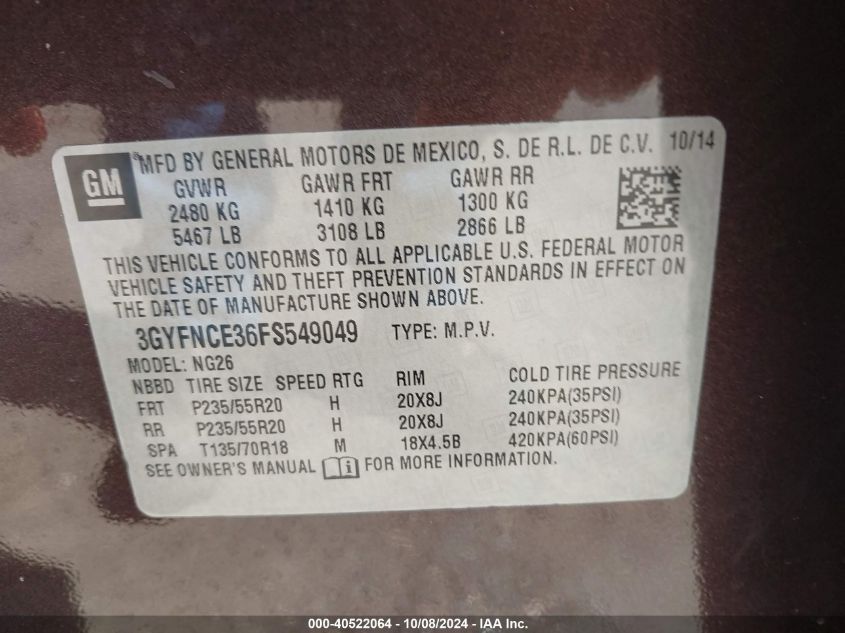 GM
®MFD BY GENERAL MOTORS DE MEXICO, S. DE R.L. DE C.V. 10/14
GVWR GAWR FRT GAWR RR
2480 KG 1410 KG 1300 KG
5467 LB 3108 LB 2866 LB
THIS VEHICLE CONFORMS TO ALL APPLICABLE U.S. FEDERAL MOTOR
VEHICLE SAFETY AND THEFT PREVENTION STANDARDS IN EFFECT ON
THE DATE OF MANUFACTURE SHOWN ABOVE.
3GYFNCE36FS549049 TYPE: M.P.V.
MODEL: NG26
NBBD TIRE SIZE SPEED RTG RIM COLD TIRE PRESSURE
FRT P235/55R20 H 20X8J 240KPA(35PSI)
RR P235/55R20 H 20X8J 240KPA(35PSI)
SPA T135/70R18 M 18X4.5B 420KPA(60PSI)
SEE OWNER'S MANUAL i FOR MORE INFORMATION.
000-40522064 - 10/08/2024 - IAA Inc.